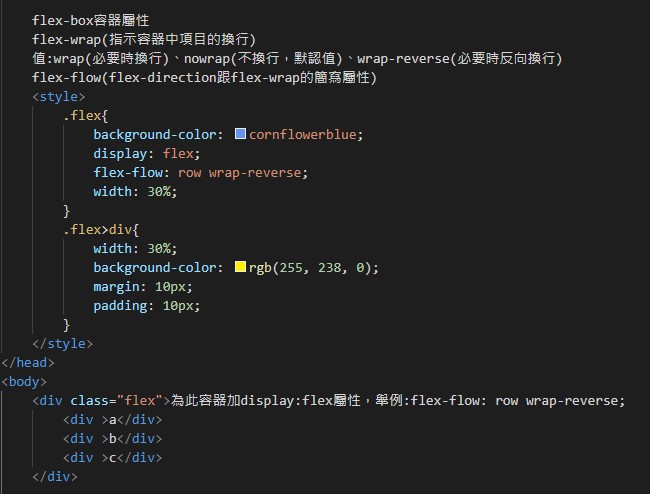 flex-box容器屬性
flex-wrap(指示容器中項目的換行)
值:wrap(必要時換行)、nowrap(不換行，默認值)、wrap-reverse(必要時反向換行)
flex-flow(flex-direction跟flex-wrap的簡寫屬性)
<style>
.flex{
background-color: cornflowerblue;
display: flex;
flex-flow: row wrap-reverse;
width: 30%;
}
.flex>div{
width: 30%;
background-color: rgb(255, 238, 0);
margin: 10px;
padding: 10px;
}
</style>
</head>
<body>
<div class="flex">為此容器加display:flex屬性，舉例:flex-flow: row wrap-reverse;
<div >a</div>
<div >b</div>
<div >c</div>
</div>